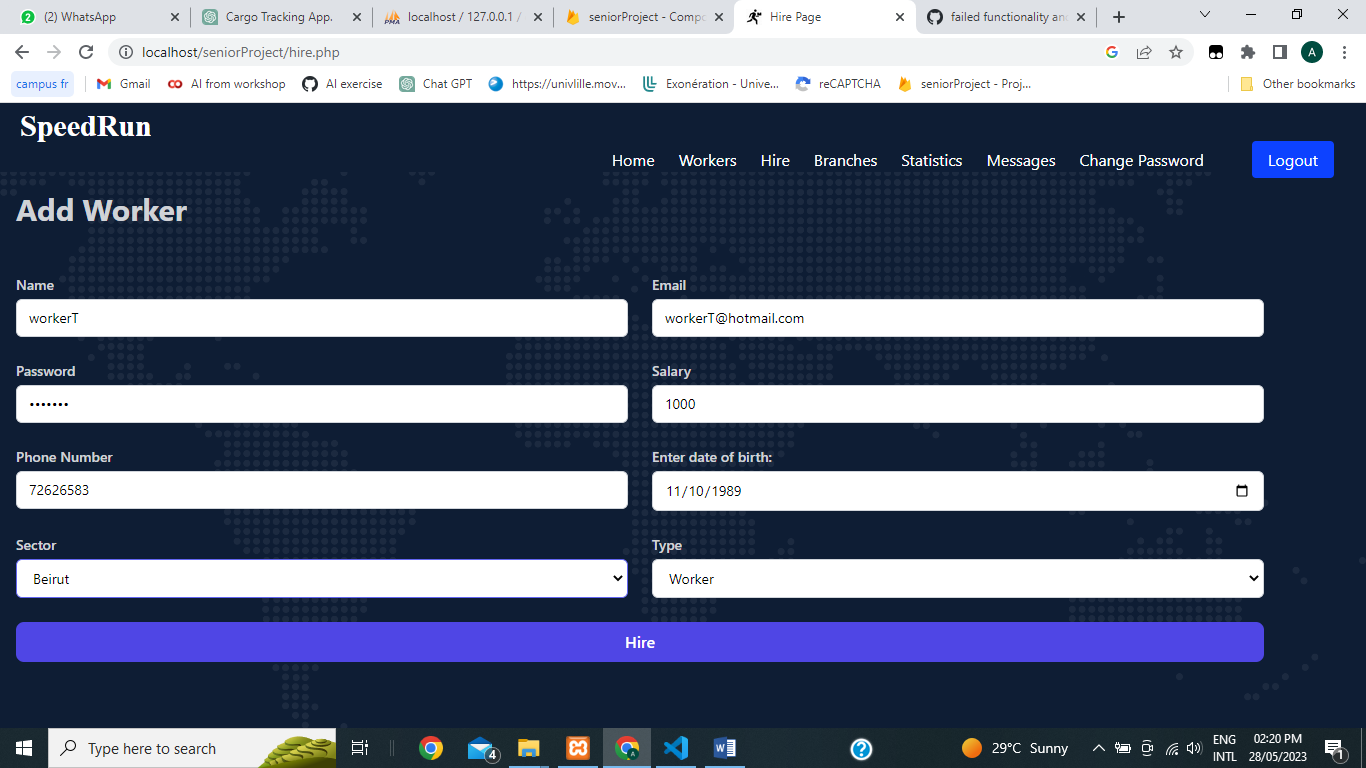 (2) WhatsApp
Cargo Tracking App.
localhost / 127.0.0.1 /
seniorProject - Compo
Hire Page
failed functionality and
localhost/seniorProject/hire.php
A
campus fr
Gmail
AI from workshop
AI exercise
Chat GPT
https://univlille.mov...
Exonération - Unive...
reCAPTCHA
seniorProject - Proj...
Other bookmarks
SpeedRun
Home Workers Hire Branches Statistics Messages Change Password Logout
Add Worker
Name Email
workerT workerT@hotmail.com
Password Salary
••••••• 1000
Phone Number Enter date of birth:
72626583 11/10/1989
Sector Type
Beirut Worker
Hire
Type here to search
4
29°C Sunny
ENG
INTL
02:20 PM
28/05/2023
1